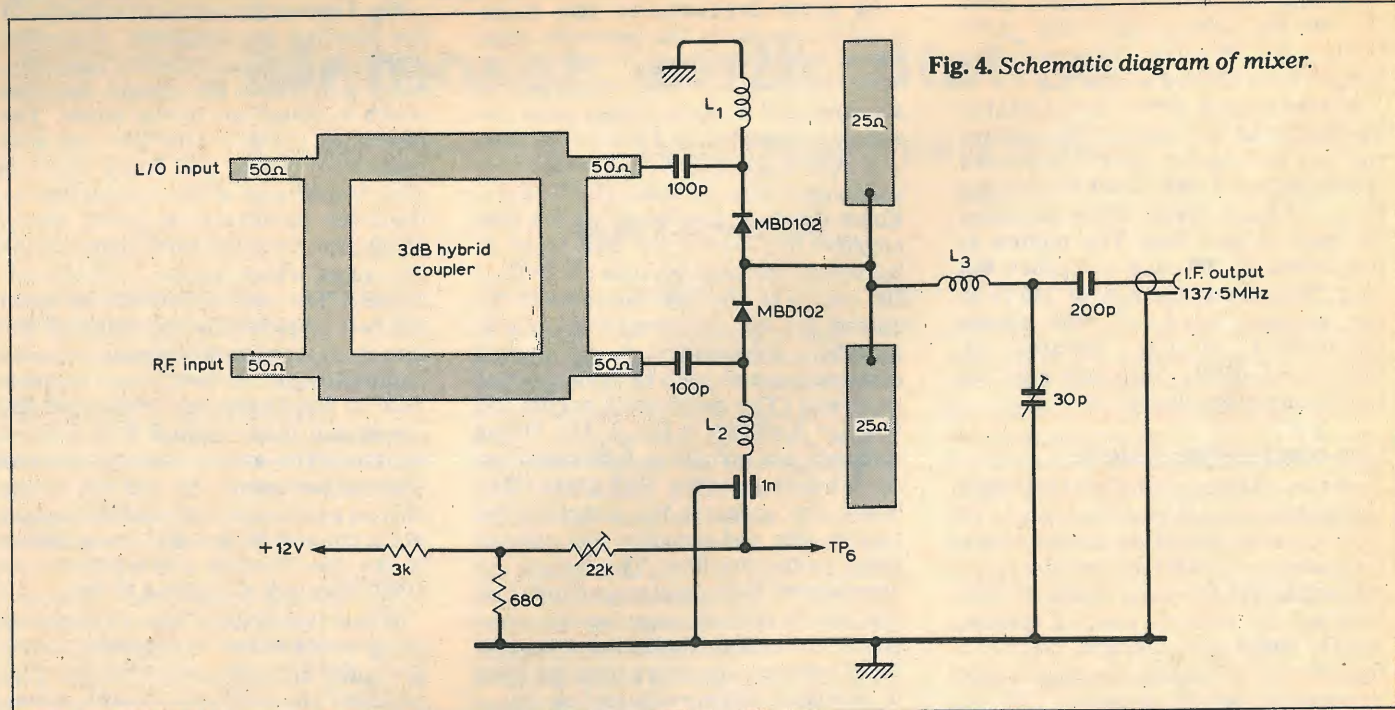 Fig. 4. Schematic diagram of mixer.
L1
25Ω
L/O input
50Ω
50Ω
100p
MBD102
3dB hybrid
coupler
L3
I.F. output
137·5MHz
200p
MBD102
R.F. input
50Ω
50Ω
100p
30p
L2
25Ω
1n
+12V
3k
22k
TP6
680